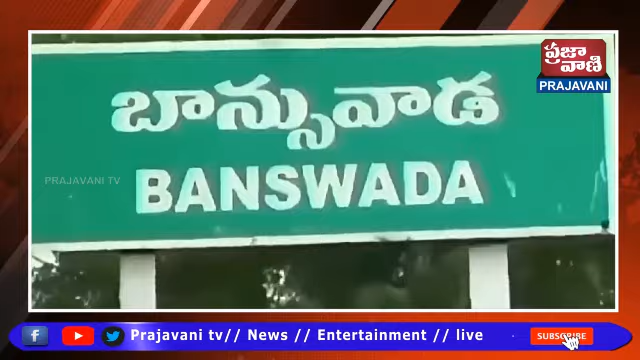 ప్రజా
వాణి
PRAJAVANI
బాన్సువాడ
PRAJAVANI TV
BANSWADA
Prajavani tv// News // Entertainment // live
SUBSCRIBE